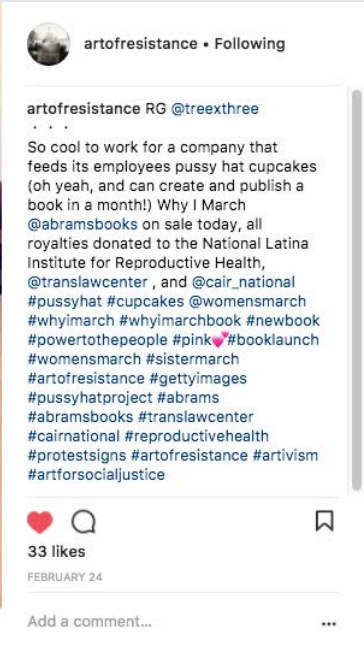 artofresistance • Following
artofresistance RG @treexthree
. . .
So cool to work for a company that
feeds its employees pussy hat cupcakes
(oh yeah, and can create and publish a
book in a month!) Why I March
@abramsbooks on sale today, all
royalties donated to the National Latina
Institute for Reproductive Health,
@translawcenter , and @cair_national
#pussyhat #cupcakes @womensmarch
#whyimarch #whyimarchbook #newbook
#powertothepeople #pink💕#booklaunch
#womensmarch #sistermarch
#artofresistance #gettyimages
#pussyhatproject #abrams
#abramsbooks #translawcenter
#cairnational #reproductivehealth
#protestsigns #artofresistance #artivism
#artforsocialjustice
33 likes
FEBRUARY 24
Add a comment...